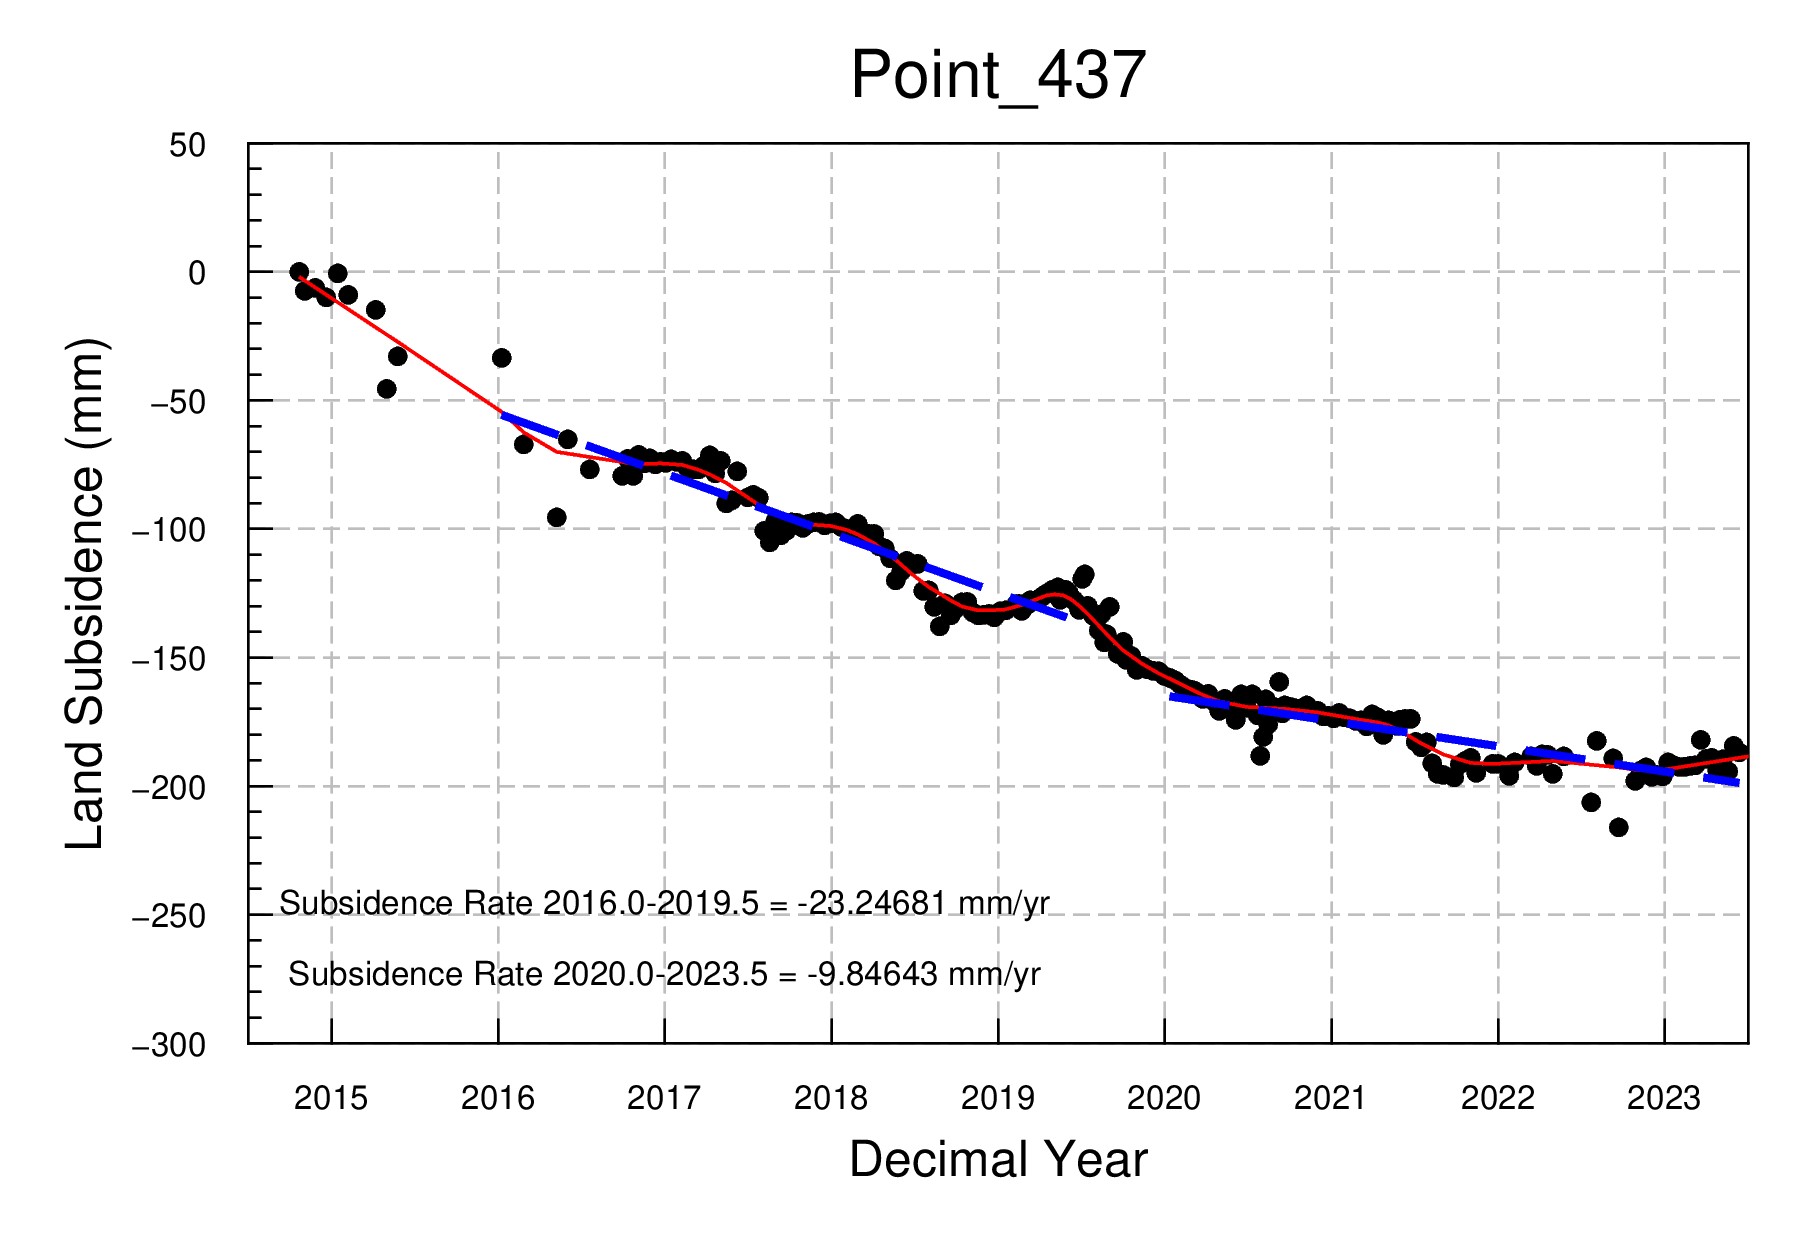 Point_437
50
0
−50
−100
−150
−200
−250
−300
Land Subsidence (mm)
Subsidence Rate 2016.0-2019.5 = -23.24681 mm/yr
Subsidence Rate 2020.0-2023.5 = -9.84643 mm/yr
2015 2016 2017 2018 2019 2020 2021 2022 2023
Decimal Year